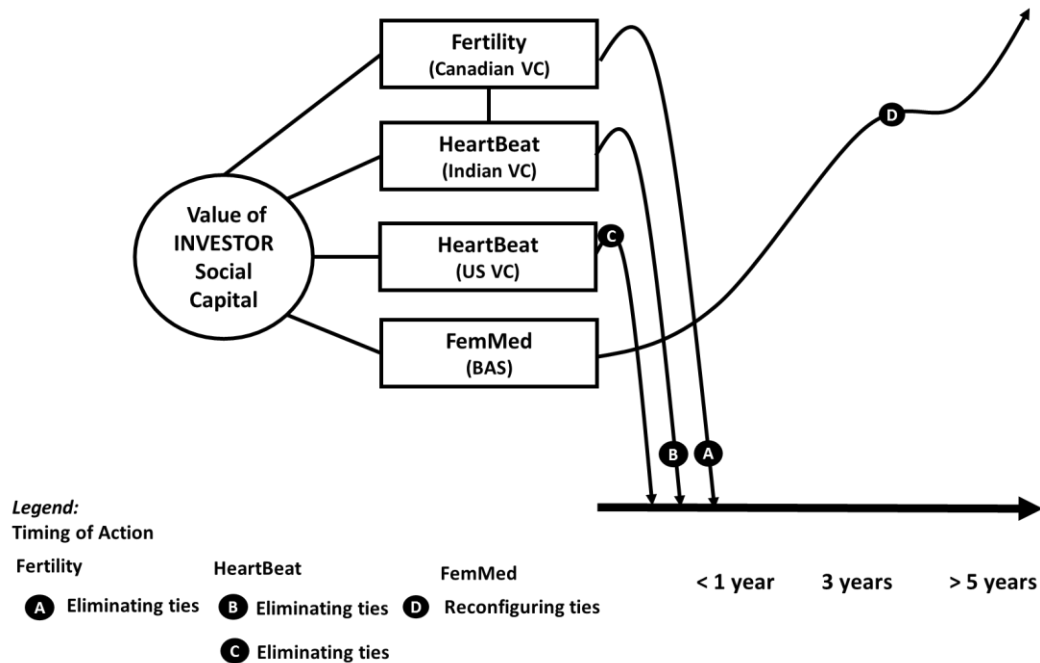 Fertility
(Canadian VC)
HeartBeat
(Indian VC)
HeartBeat
(US VC)
FemMed
(BAS)
Value of
INVESTOR
Social
Capital
D
C
B
A
Legend:
Timing of Action
Fertility
A Eliminating ties
HeartBeat
B Eliminating ties
C Eliminating ties
FemMed
D Reconfiguring ties
< 1 year
3 years
> 5 years